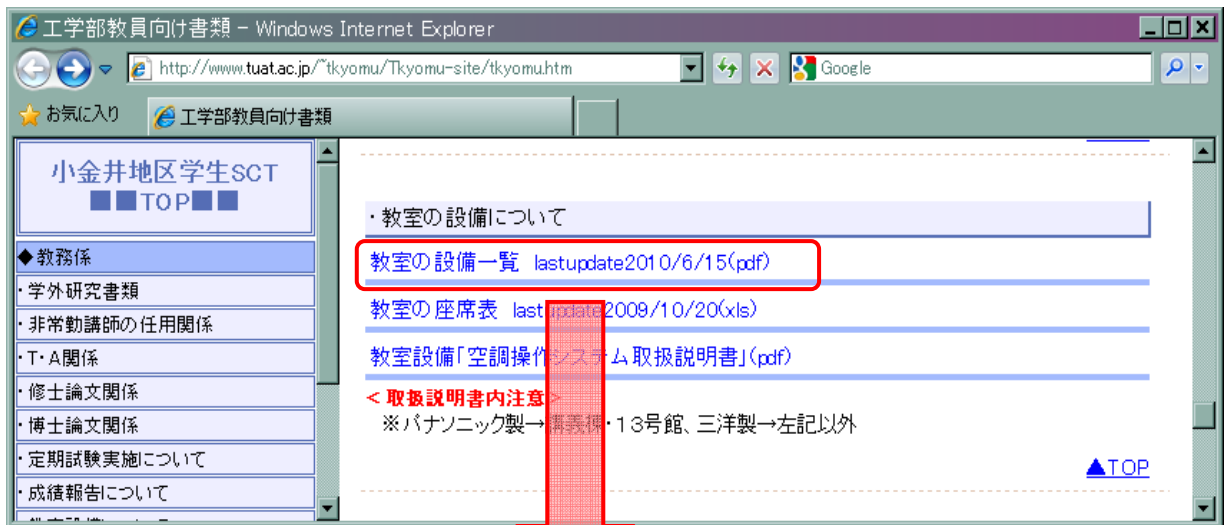 工学部教員向け書類 - Windows Internet Explorer
http://www.tuat.ac.jp/~tkyomu/Tkyomu-site/tkyomu.htm
Google
お気に入り
工学部教員向け書類
小金井地区学生SCT
■■TOP■■
◆教務係
・学外研究書類
・非常勤講師の任用関係
・T・A関係
・修士論文関係
・博士論文関係
・定期試験実施について
・成績報告について
・教室の設備について
教室の設備一覧 lastupdate2010/6/15(pdf)
教室の座席表 lastupdate2009/10/20(xls)
教室設備「空調操作システム取扱説明書」(pdf)
<取扱説明書内注意>
※パナソニック製→講義棟・13号館、三洋製→左記以外
▲TOP